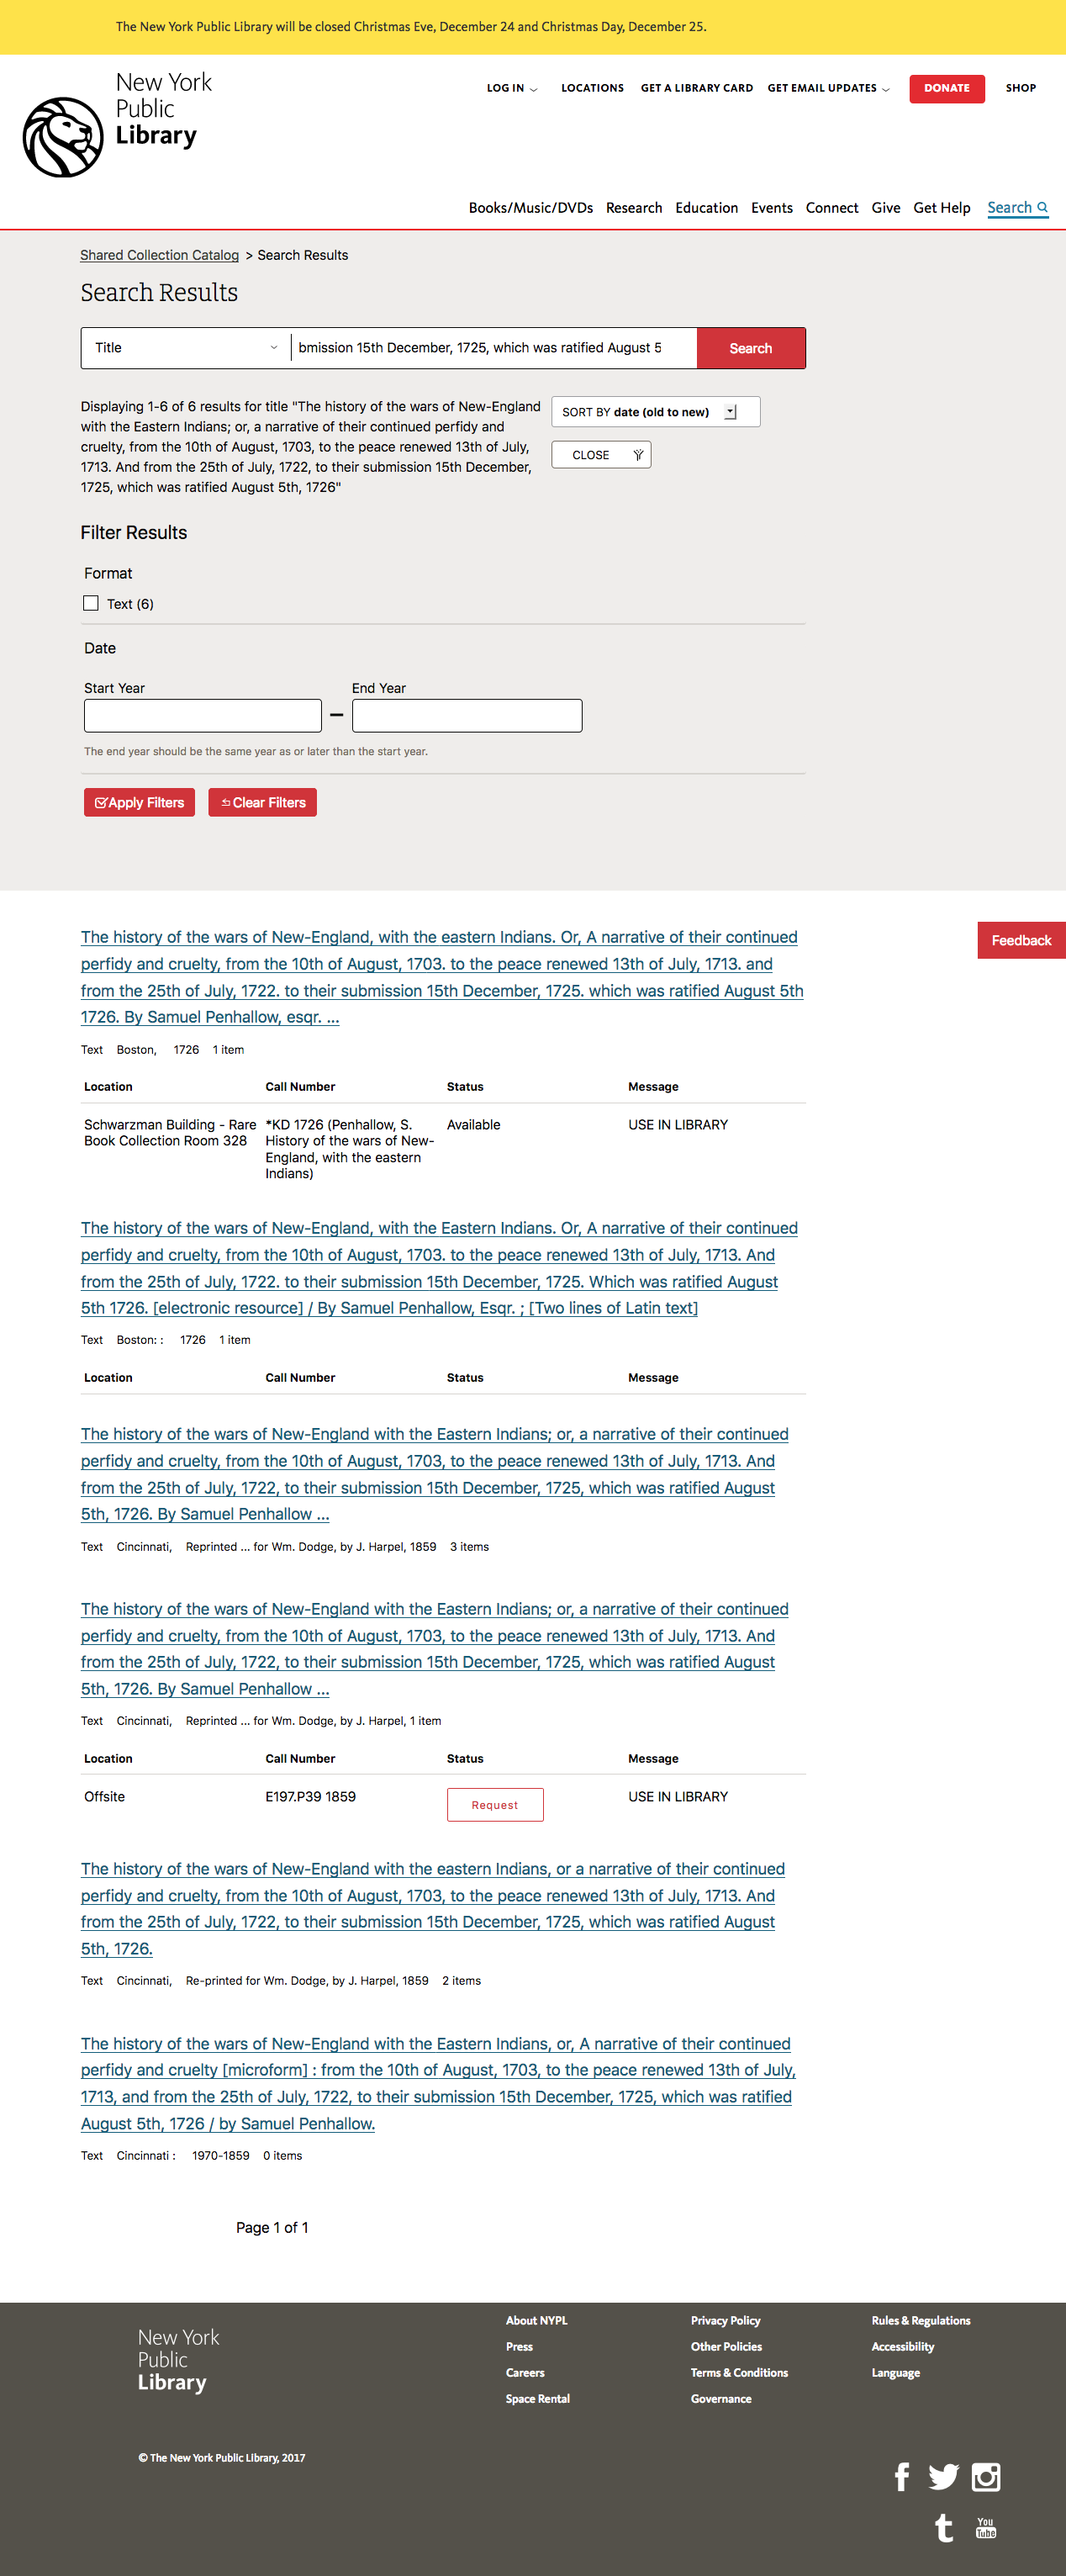 The New York Public Library will be closed Christmas Eve, December 24 and Christmas Day, December 25.
New York
Public
Library
LOG IN LOCATIONS GET A LIBRARY CARD GET EMAIL UPDATES DONATE SHOP
Books/Music/DVDs Research Education Events Connect Give Get Help Search
Shared Collection Catalog > Search Results
Search Results
Title bmission 15th December, 1725, which was ratified August 5 Search
Displaying 1-6 of 6 results for title "The history of the wars of New-England
with the Eastern Indians; or, a narrative of their continued perfidy and
cruelty, from the 10th of August, 1703, to the peace renewed 13th of July,
1713. And from the 25th of July, 1722, to their submission 15th December,
1725, which was ratified August 5th, 1726"
SORT BY date (old to new)
CLOSE
Filter Results
Format
Text (6)
Date
Start Year End Year
–
The end year should be the same year as or later than the start year.
Apply Filters Clear Filters
Feedback
The history of the wars of New-England, with the eastern Indians. Or, A narrative of their continued
perfidy and cruelty, from the 10th of August, 1703. to the peace renewed 13th of July, 1713. and
from the 25th of July, 1722. to their submission 15th December, 1725. which was ratified August 5th
1726. By Samuel Penhallow, esqr. ...
Text Boston, 1726 1 item
Location Call Number Status Message
Schwarzman Building - Rare *KD 1726 (Penhallow, S. Available USE IN LIBRARY
Book Collection Room 328 History of the wars of New-
England, with the eastern
Indians)
The history of the wars of New-England, with the Eastern Indians. Or, A narrative of their continued
perfidy and cruelty, from the 10th of August, 1703. to the peace renewed 13th of July, 1713. And
from the 25th of July, 1722. to their submission 15th December, 1725. Which was ratified August
5th 1726. [electronic resource] / By Samuel Penhallow, Esqr. ; [Two lines of Latin text]
Text Boston: : 1726 1 item
Location Call Number Status Message
The history of the wars of New-England with the Eastern Indians; or, a narrative of their continued
perfidy and cruelty, from the 10th of August, 1703, to the peace renewed 13th of July, 1713. And
from the 25th of July, 1722, to their submission 15th December, 1725, which was ratified August
5th, 1726. By Samuel Penhallow ...
Text Cincinnati, Reprinted ... for Wm. Dodge, by J. Harpel, 1859 3 items
The history of the wars of New-England with the Eastern Indians; or, a narrative of their continued
perfidy and cruelty, from the 10th of August, 1703, to the peace renewed 13th of July, 1713. And
from the 25th of July, 1722, to their submission 15th December, 1725, which was ratified August
5th, 1726. By Samuel Penhallow ...
Text Cincinnati, Reprinted ... for Wm. Dodge, by J. Harpel, 1 item
Location Call Number Status Message
Offsite E197.P39 1859 Request USE IN LIBRARY
The history of the wars of New-England with the eastern Indians, or a narrative of their continued
perfidy and cruelty, from the 10th of August, 1703, to the peace renewed 13th of July, 1713. And
from the 25th of July, 1722, to their submission 15th December, 1725, which was ratified August
5th, 1726.
Text Cincinnati, Re-printed for Wm. Dodge, by J. Harpel, 1859 2 items
The history of the wars of New-England with the Eastern Indians, or, A narrative of their continued
perfidy and cruelty [microform] : from the 10th of August, 1703, to the peace renewed 13th of July,
1713, and from the 25th of July, 1722, to their submission 15th December, 1725, which was ratified
August 5th, 1726 / by Samuel Penhallow.
Text Cincinnati : 1970-1859 0 items
Page 1 of 1
New York
Public
Library
About NYPL Privacy Policy Rules & Regulations
Press Other Policies Accessibility
Careers Terms & Conditions Language
Space Rental Governance
© The New York Public Library, 2017
You
Tube